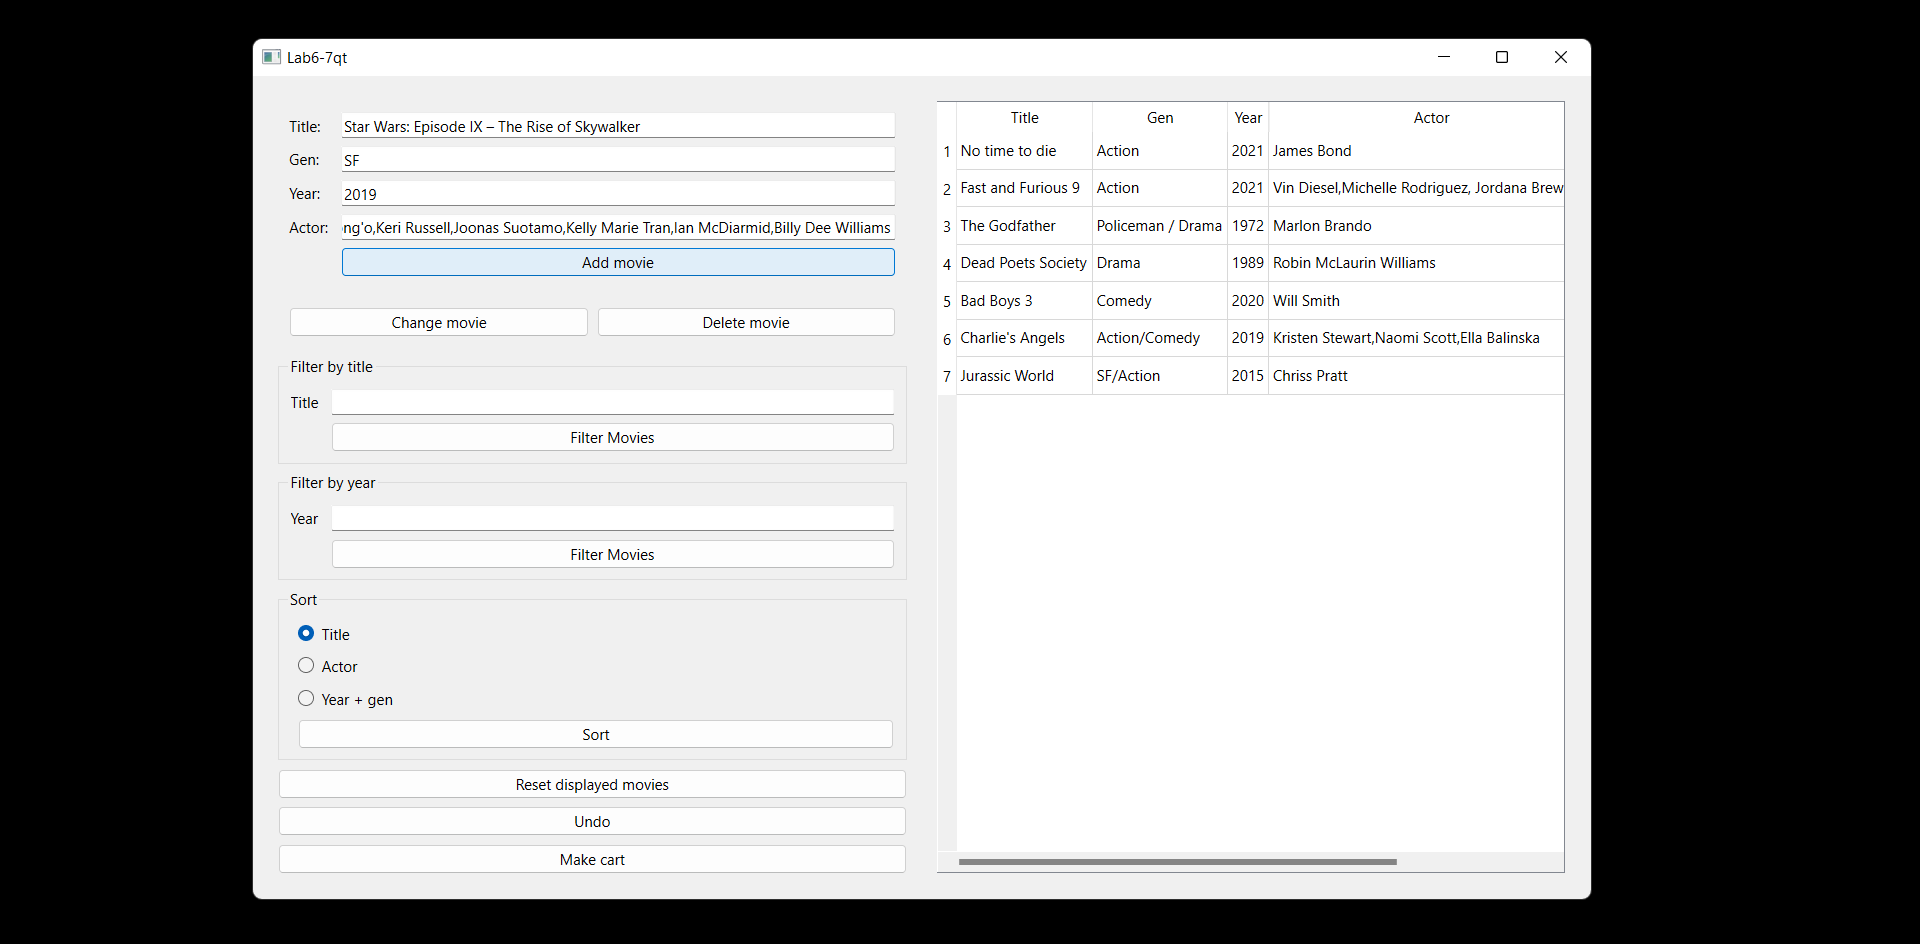 Lab6-7qt
Title: Star Wars: Episode IX – The Rise of Skywalker
Gen: SF
Year: 2019
Actor: ong'o,Keri Russell,Joonas Suotamo,Kelly Marie Tran,Ian McDiarmid,Billy Dee Williams
Add movie
Change movie Delete movie
Filter by title
Title
Filter Movies
Filter by year
Year
Filter Movies
Sort
Title
Actor
Year + gen
Sort
Reset displayed movies
Undo
Make cart
Title Gen Year Actor
1 No time to die Action 2021 James Bond
2 Fast and Furious 9 Action 2021 Vin Diesel,Michelle Rodriguez, Jordana Brew
3 The Godfather Policeman / Drama 1972 Marlon Brando
4 Dead Poets Society Drama 1989 Robin McLaurin Williams
5 Bad Boys 3 Comedy 2020 Will Smith
6 Charlie's Angels Action/Comedy 2019 Kristen Stewart,Naomi Scott,Ella Balinska
7 Jurassic World SF/Action 2015 Chriss Pratt